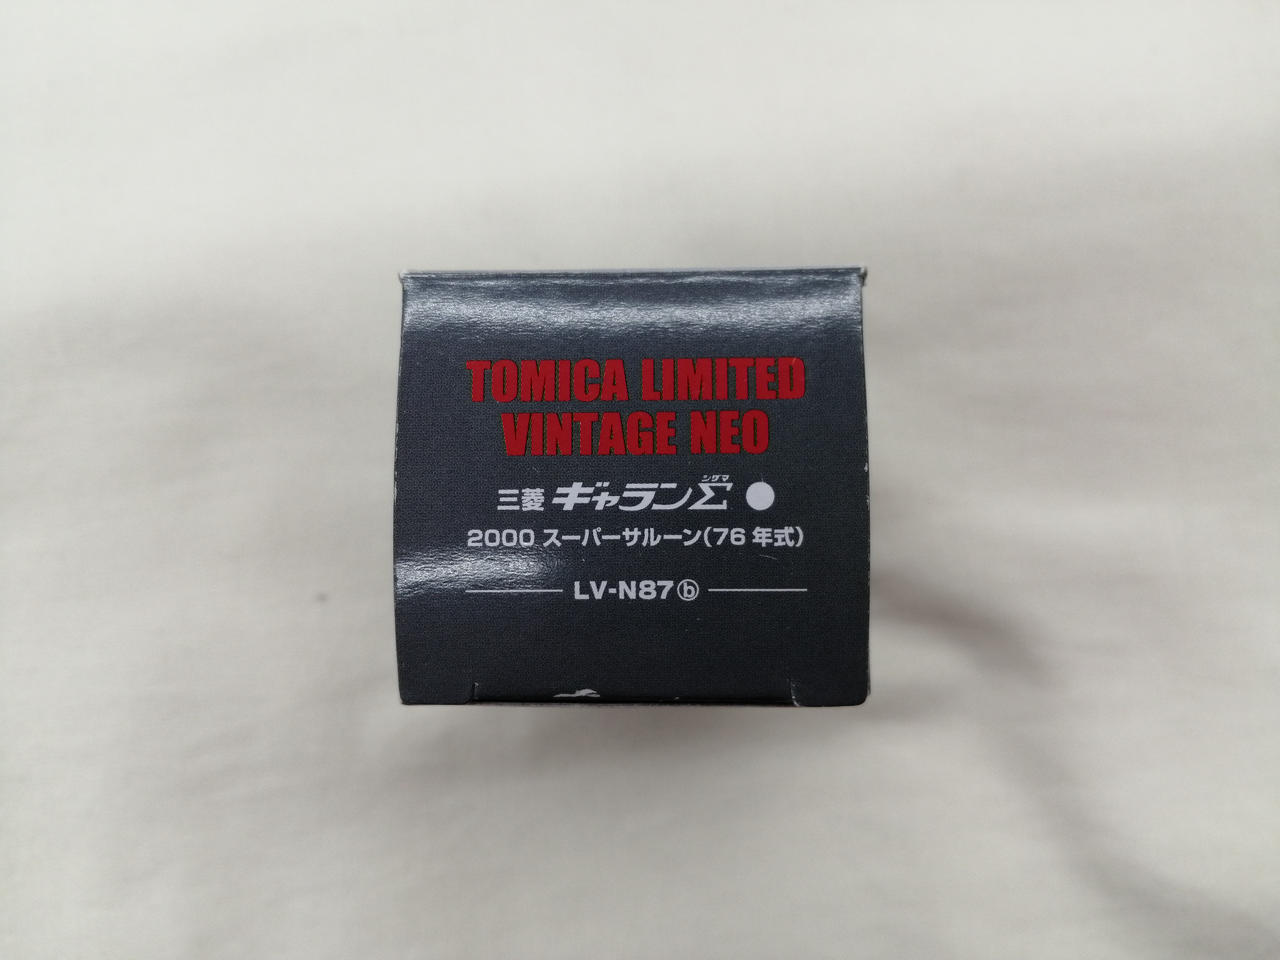 TOMICA LIMITED
VINTAGE NEO
シグマ
三菱 ギャランΣ
2000 スーパーサルーン(76 年式)
LV-N87ⓑ